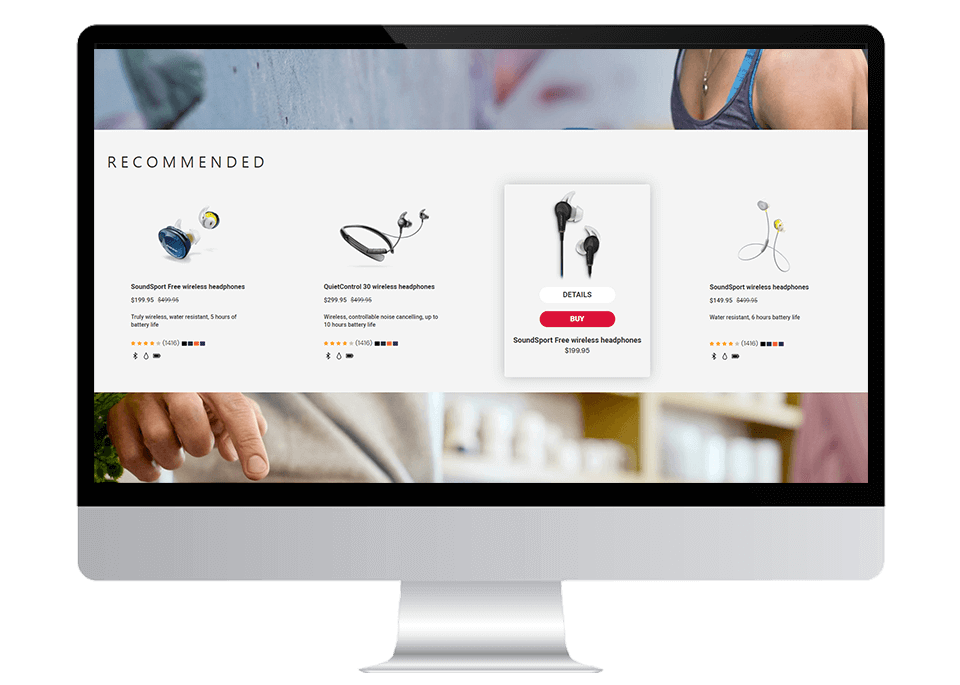 RECOMMENDED
SoundSport Free wireless headphones
$199.95 $499.95
Truly wireless, water resistant, 5 hours of
battery life
(1416)
QuietControl 30 wireless headphones
$299.95 $499.95
Wireless, controllable noise cancelling, up to
10 hours battery life
(1416)
DETAILS
BUY
SoundSport Free wireless headphones
$199.95
SoundSport wireless headphones
$149.95 $499.95
Water resistant, 6 hours battery life
(1416)